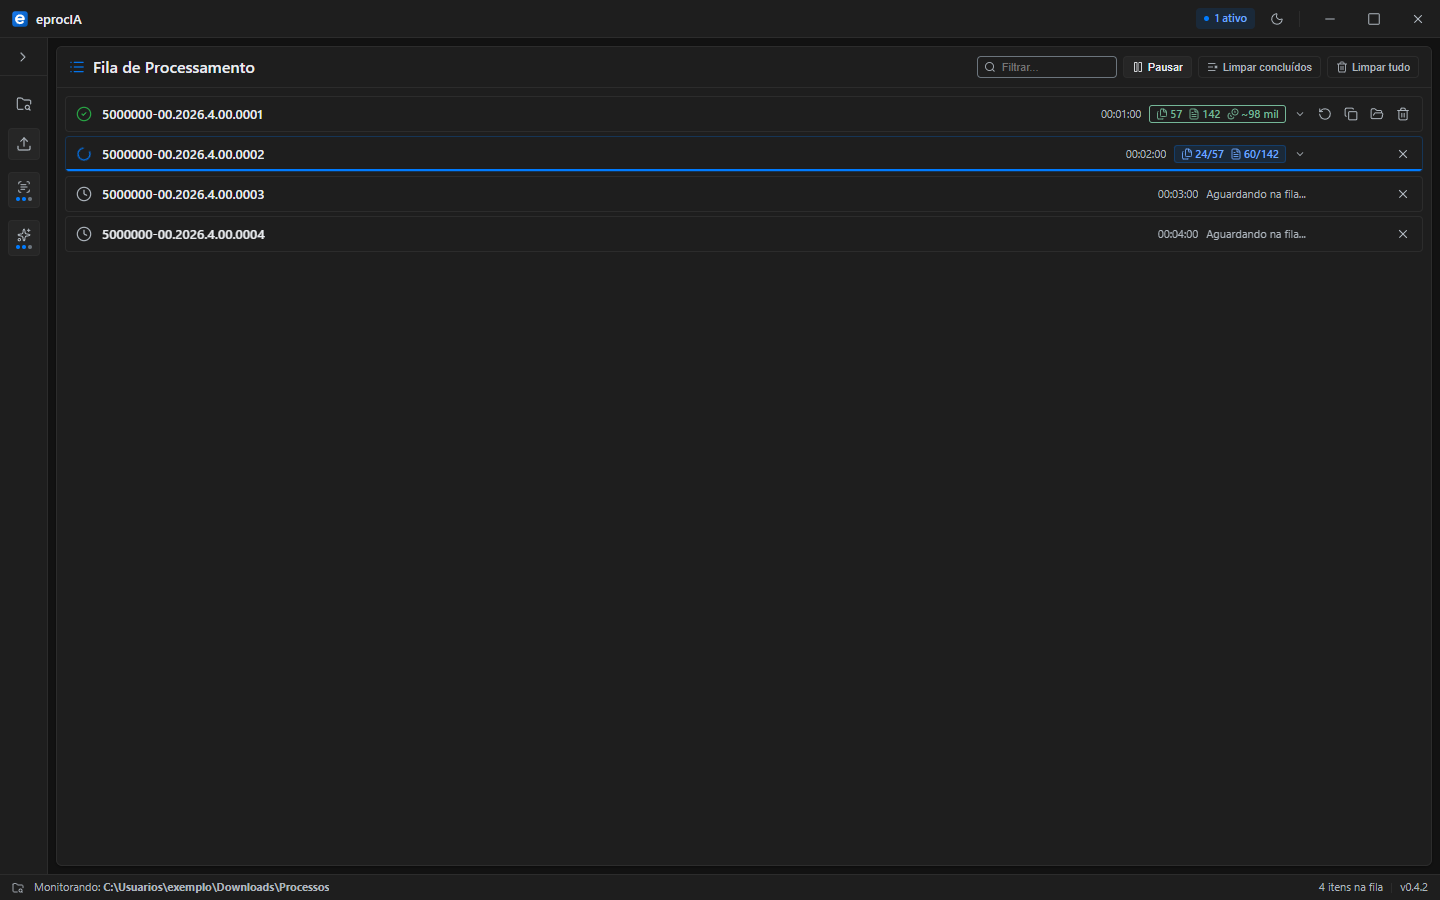 eprocIA
1 ativo
Fila de Processamento
Filtrar...
Pausar
Limpar concluídos
Limpar tudo
5000000-00.2026.4.00.0001
00:01:00 57 142 ~98 mil
5000000-00.2026.4.00.0002
00:02:00 24/57 60/142
5000000-00.2026.4.00.0003
00:03:00 Aguardando na fila...
5000000-00.2026.4.00.0004
00:04:00 Aguardando na fila...
Monitorando: C:\Usuarios\exemplo\Downloads\Processos
4 itens na fila
v0.4.2